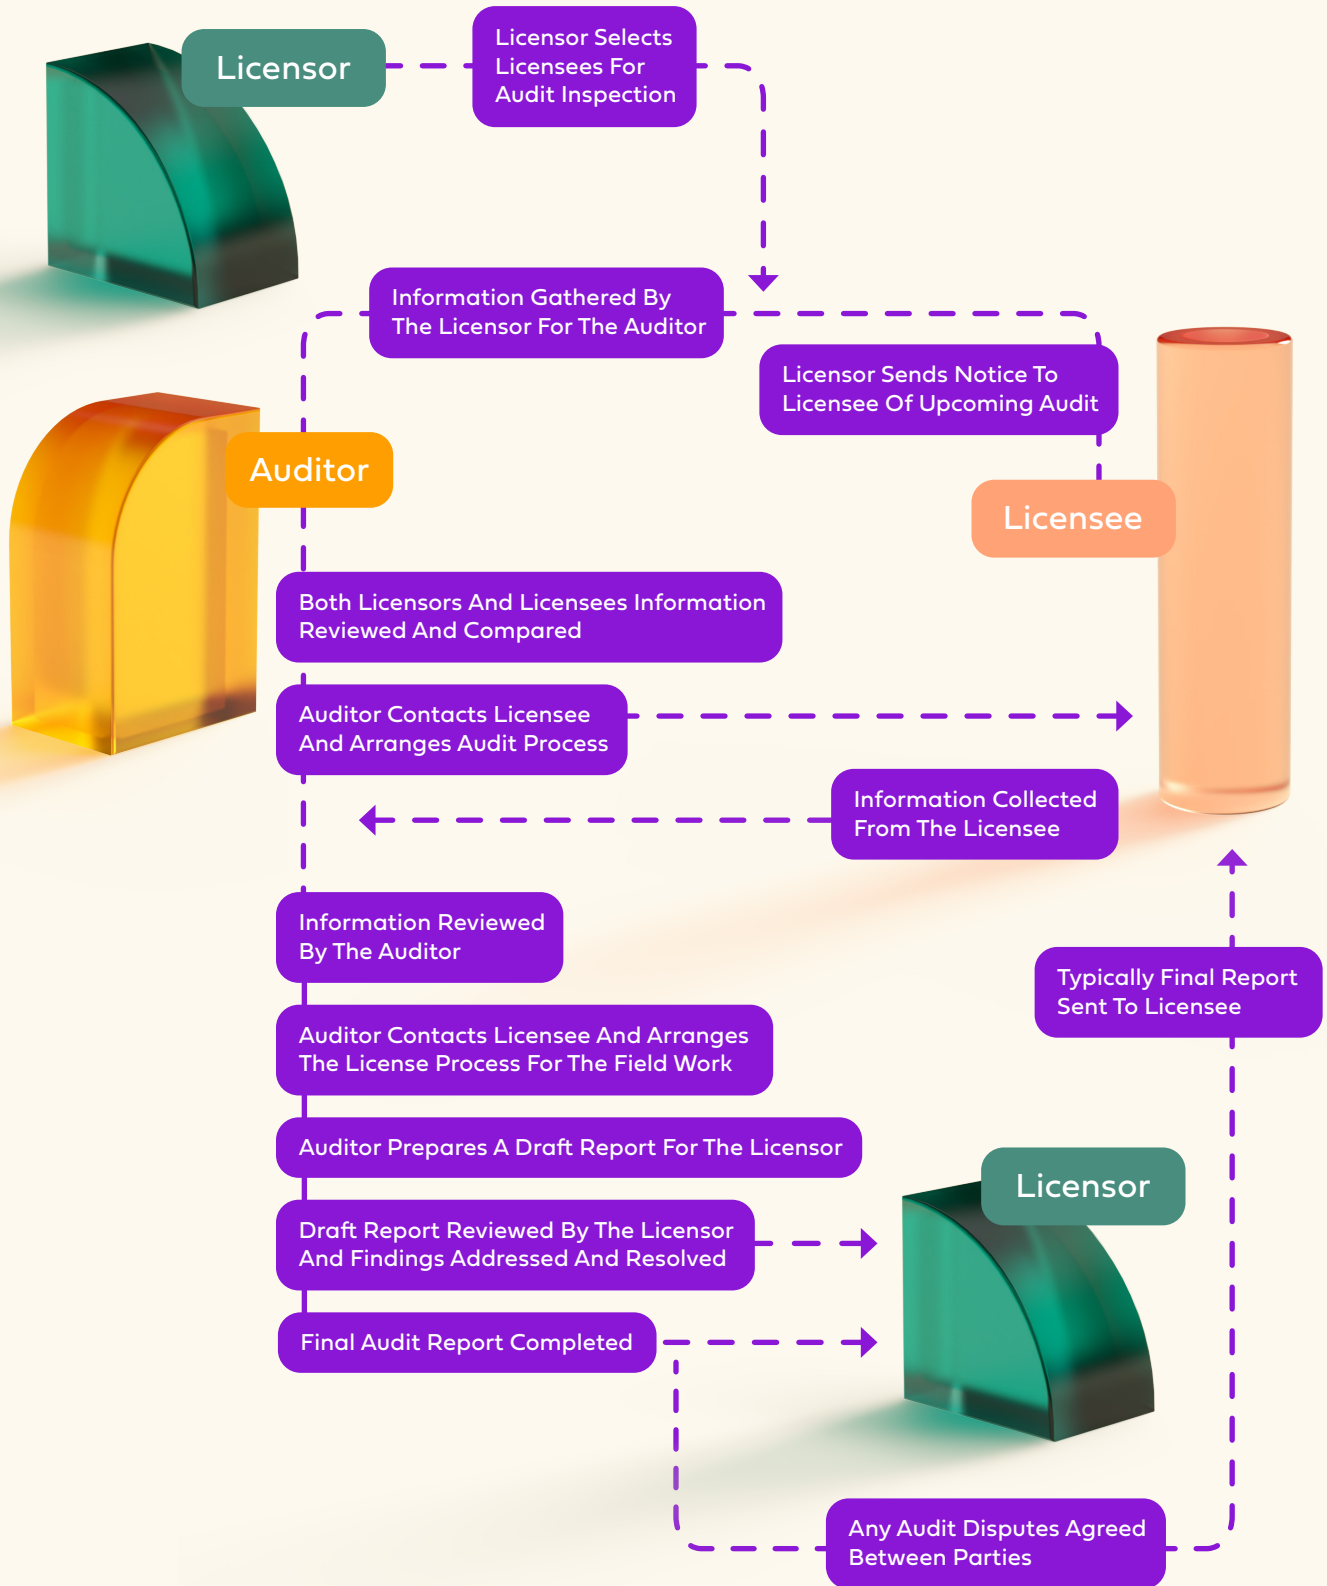 Licensor
Licensor Selects
Licensees For
Audit Inspection
Information Gathered By
The Licensor For The Auditor
Licensor Sends Notice To
Licensee Of Upcoming Audit
Auditor
Licensee
Both Licensors And Licensees Information
Reviewed And Compared
Auditor Contacts Licensee
And Arranges Audit Process
Information Collected
From The Licensee
Information Reviewed
By The Auditor
Typically Final Report
Sent To Licensee
Auditor Contacts Licensee And Arranges
The License Process For The Field Work
Auditor Prepares A Draft Report For The Licensor
Licensor
Draft Report Reviewed By The Licensor
And Findings Addressed And Resolved
Final Audit Report Completed
Any Audit Disputes Agreed
Between Parties